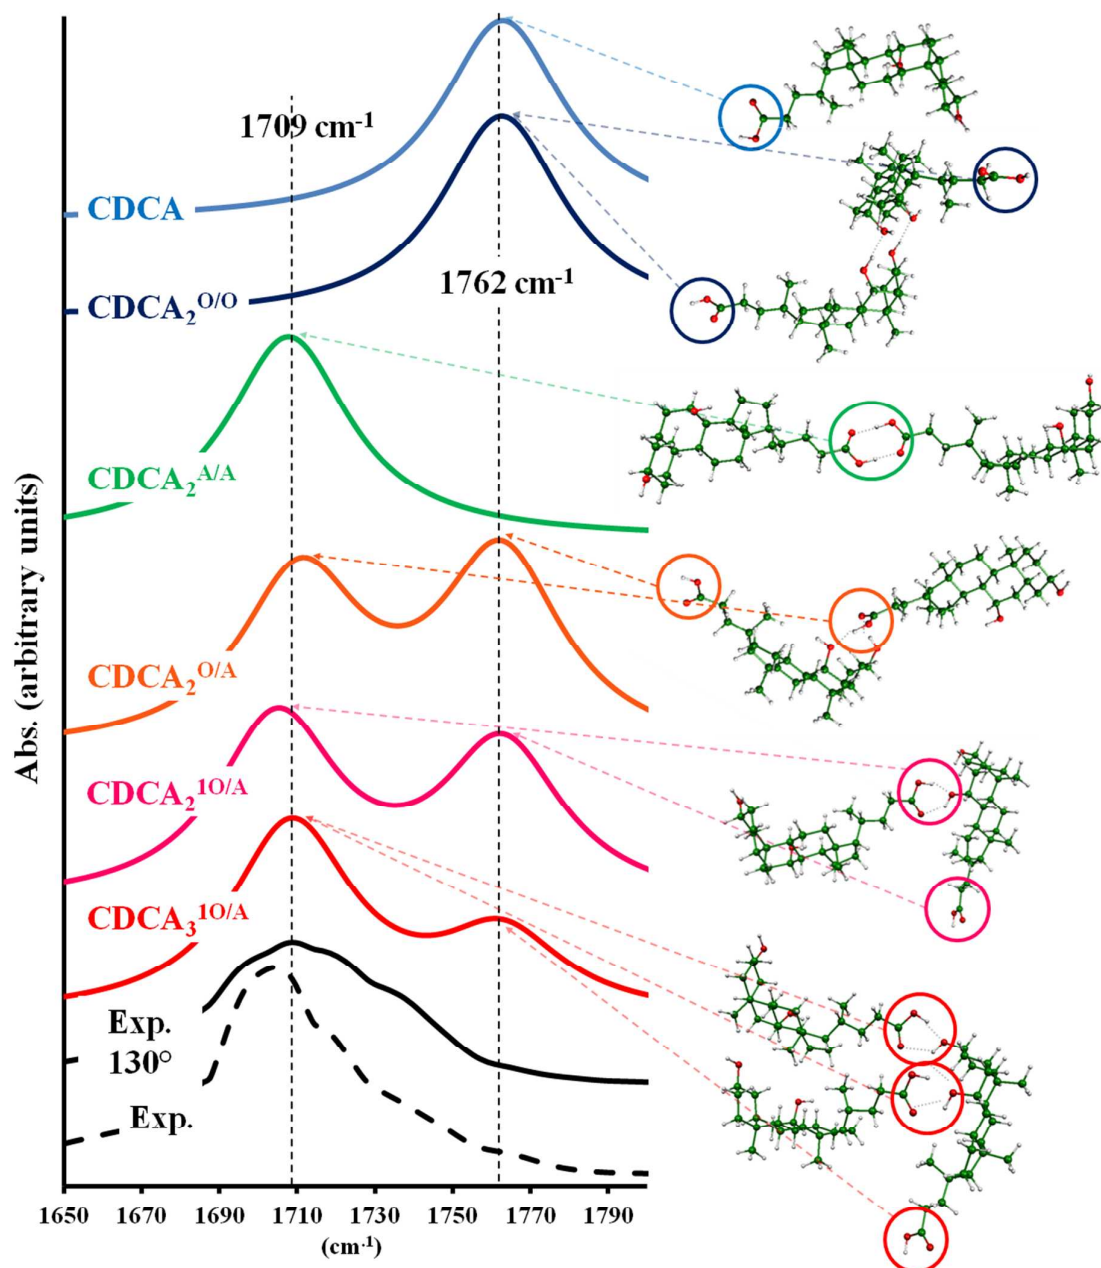 1709 cm⁻¹
CDCA
1762 cm⁻¹
CDCA₂ᴼ/ᴼ
CDCA₂ᴬ/ᴬ
CDCA₂ᴼ/ᴬ
CDCA₂¹ᴼ/ᴬ
CDCA₃¹ᴼ/ᴬ
Exp.
130°
Exp.
Abs. (arbitrary units)
1650 1670 1690 1710 1730 1750 1770 1790
(cm⁻¹)